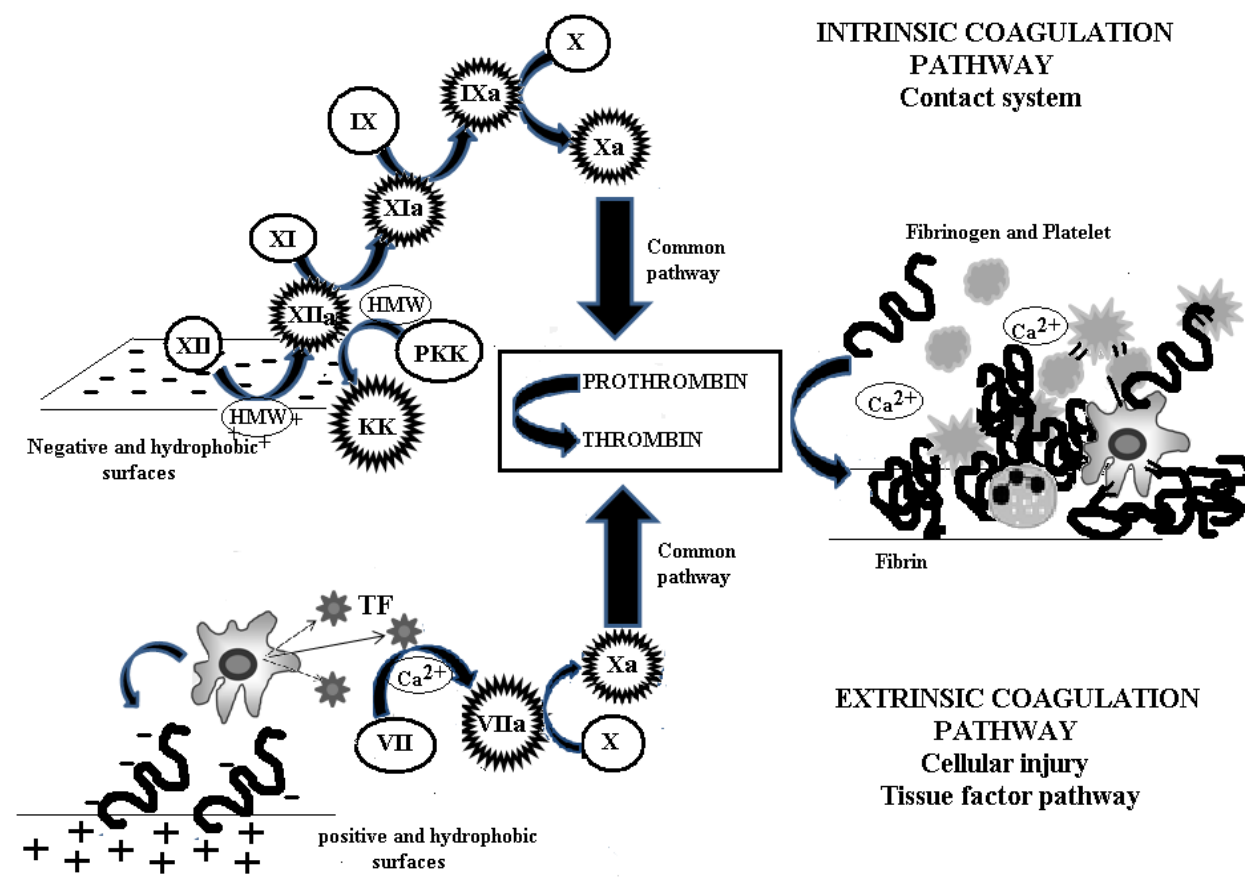 INTRINSIC COAGULATION
PATHWAY
Contact system
X
IXa
IX
Xa
XIa
XI
Common
pathway
Fibrinogen and Platelet
HMW
XIIa
Ca2+
XII
PKK
PROTHROMBIN
Ca2+
HMW+
+ +
KK
THROMBIN
Negative and hydrophobic
surfaces
Common
pathway
Fibrin
TF
Xa
Ca2+
VIIa
VII
X
EXTRINSIC COAGULATION
PATHWAY
Cellular injury
Tissue factor pathway
positive and hydrophobic
surfaces